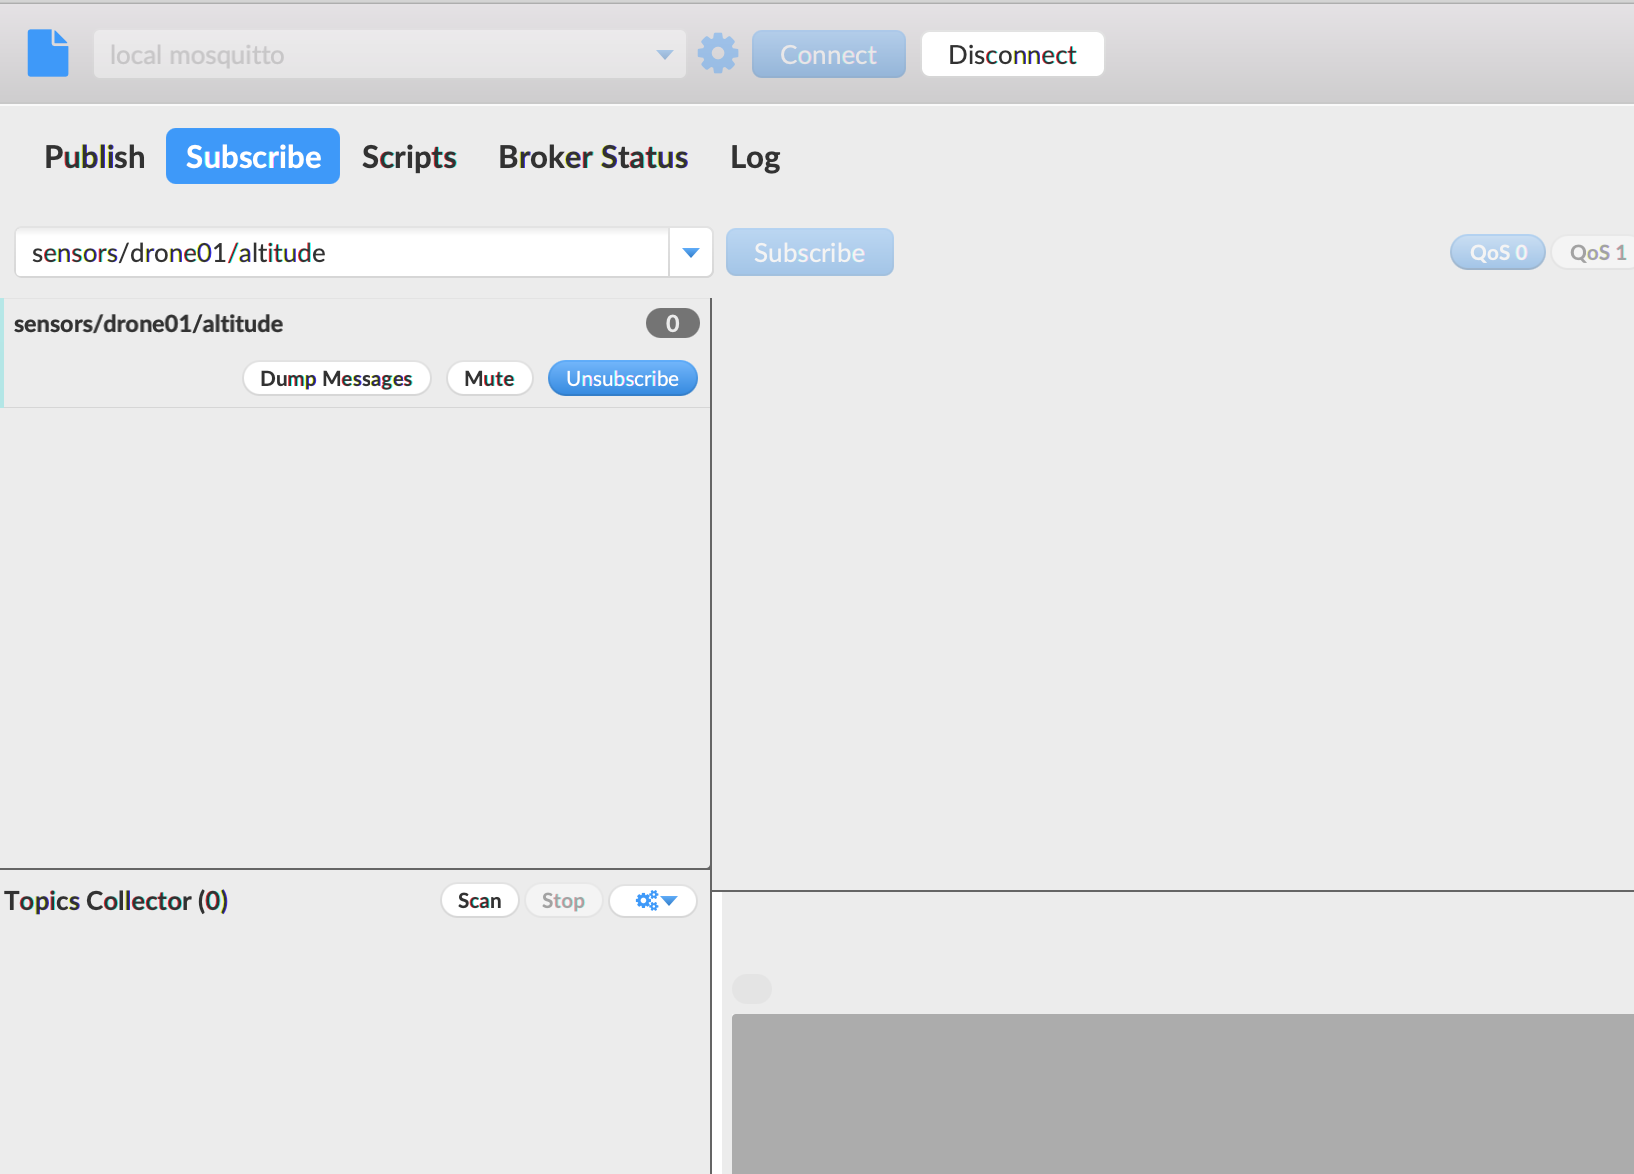 local mosquitto Connect Disconnect
Publish Subscribe Scripts Broker Status Log
sensors/drone01/altitude Subscribe QoS 0 QoS 1
sensors/drone01/altitude 0
Dump Messages Mute Unsubscribe
Topics Collector (0) Scan Stop